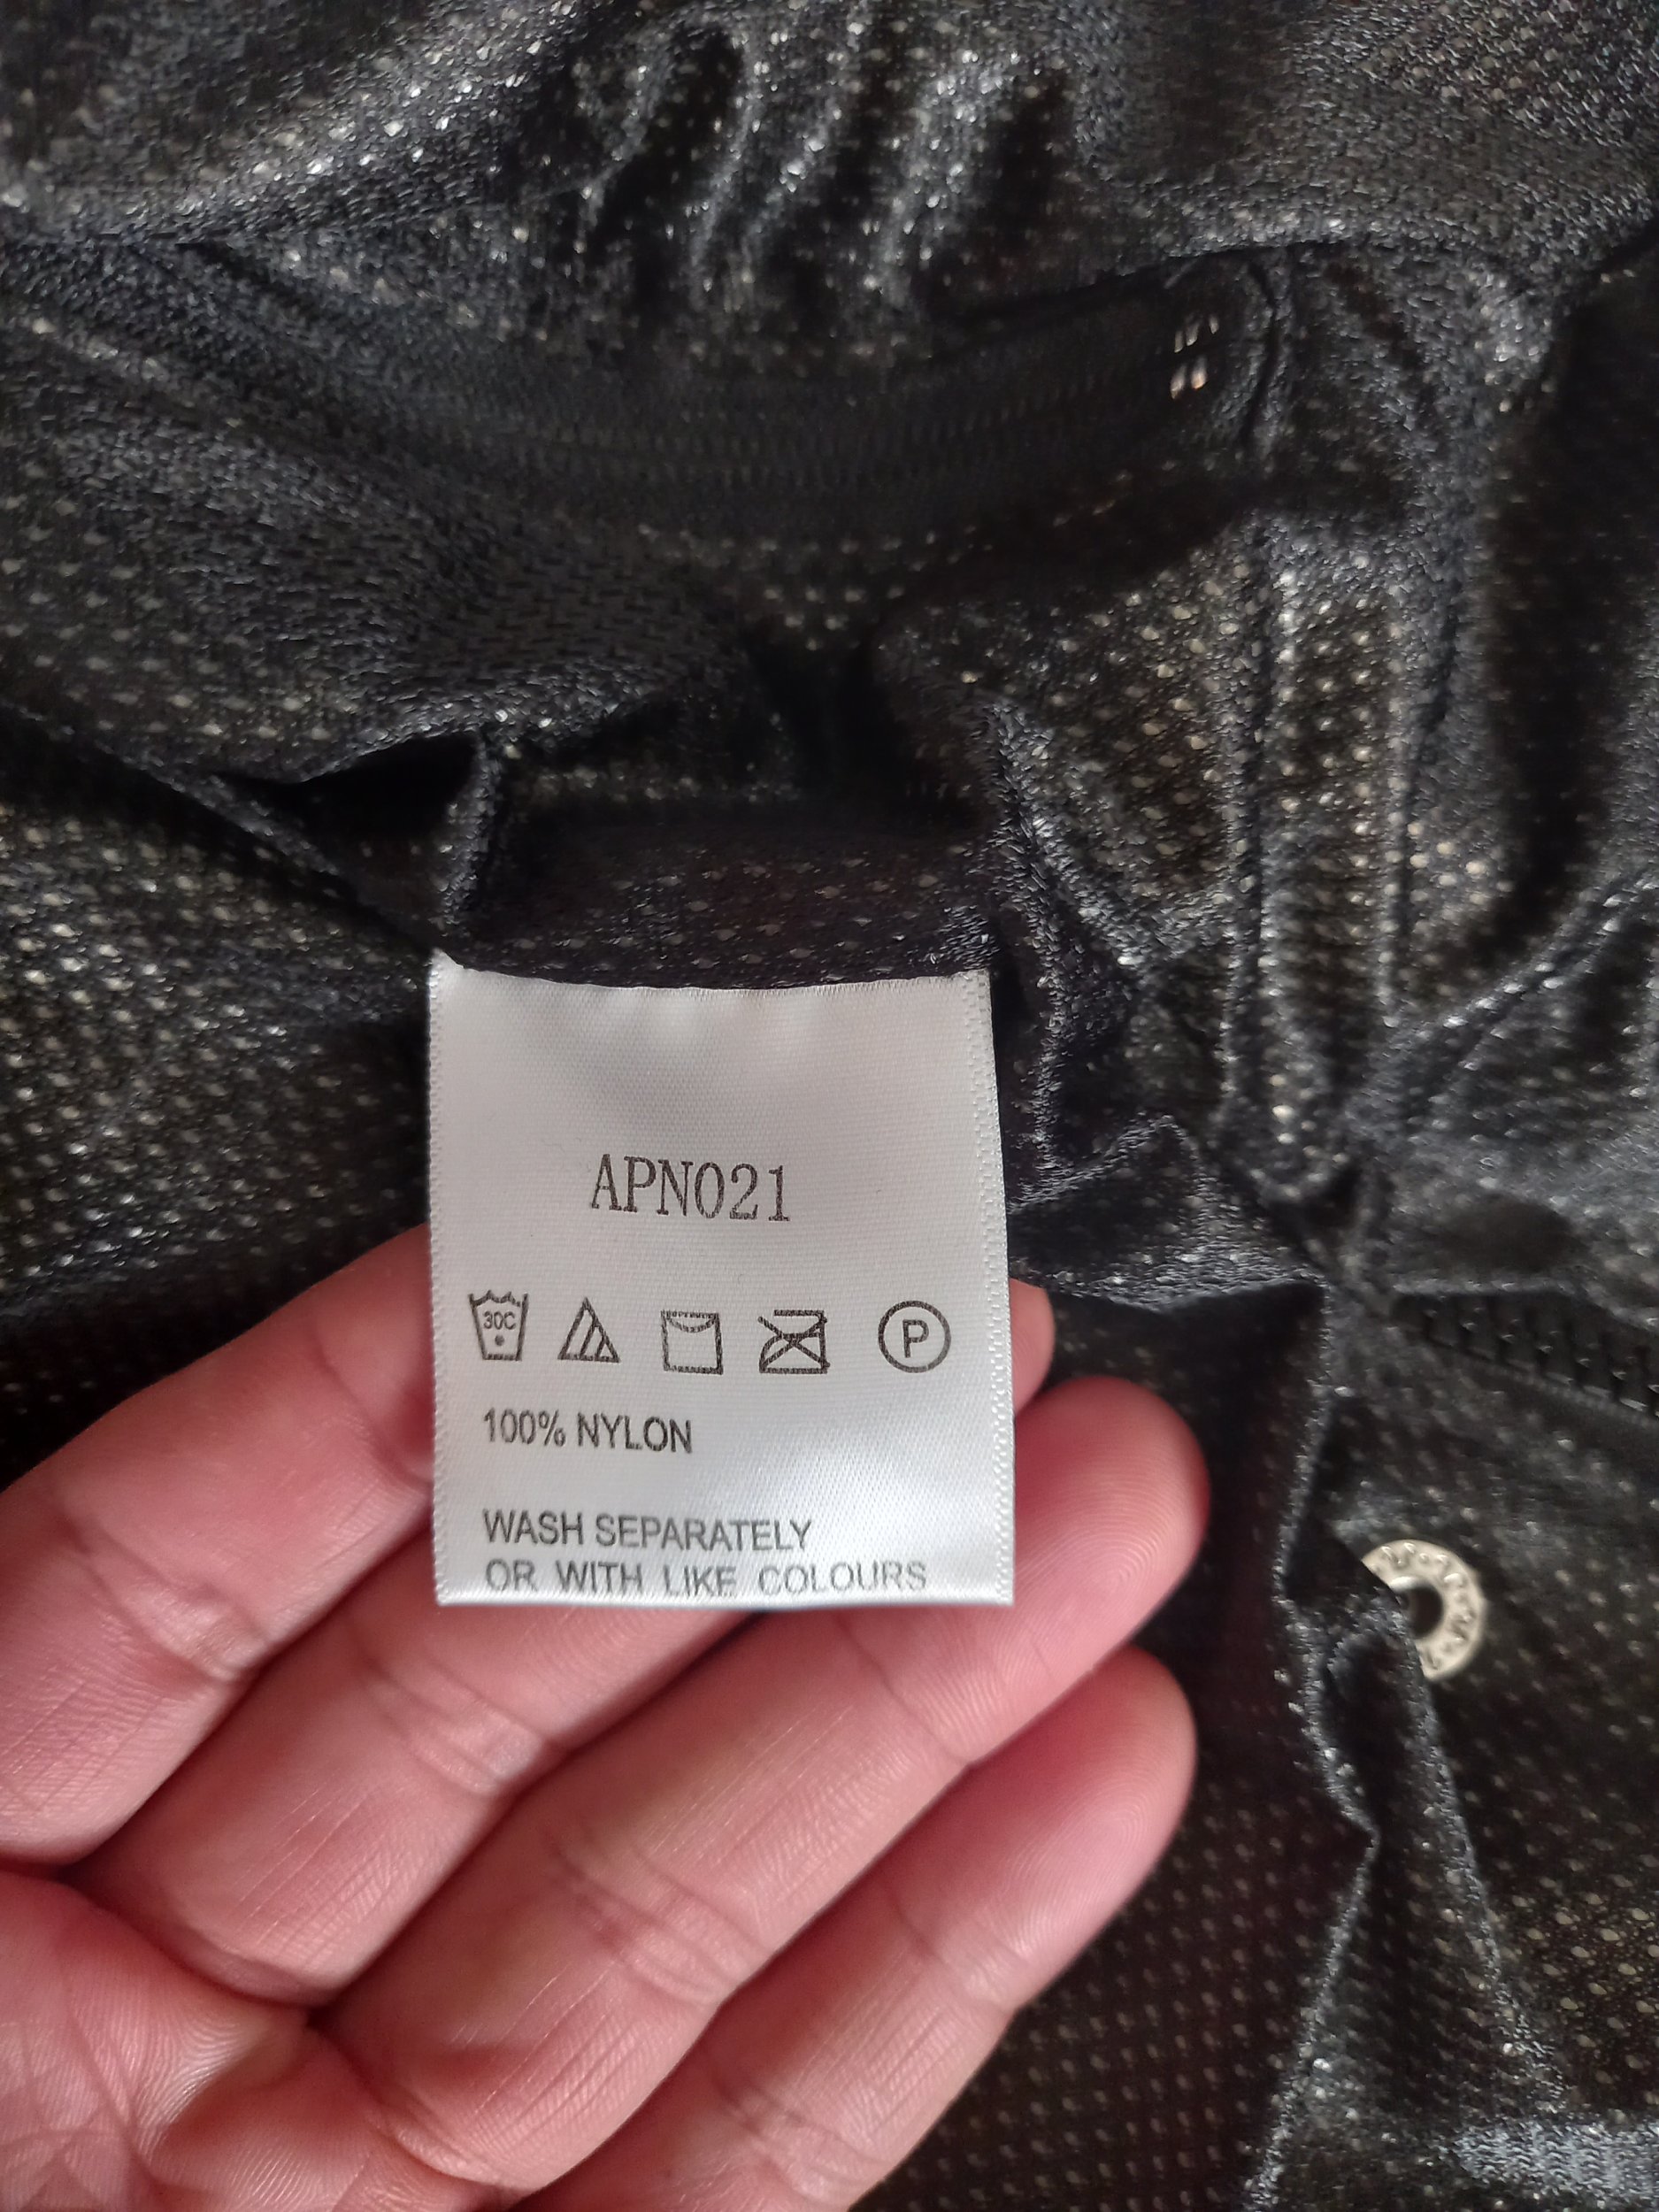 APN021
30C
P
100% NYLON
WASH SEPARATELY
OR WITH LIKE COLOURS